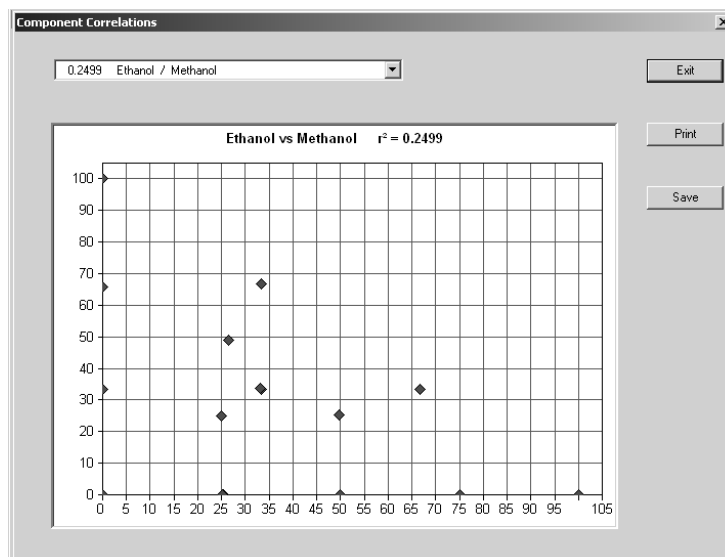 Component Correlations
0.2499 Ethanol / Methanol
Exit
Print
Save
Ethanol vs Methanol r² = 0.2499
100
90
80
70
60
50
40
30
20
10
0
0 5 10 15 20 25 30 35 40 45 50 55 60 65 70 75 80 85 90 95 105